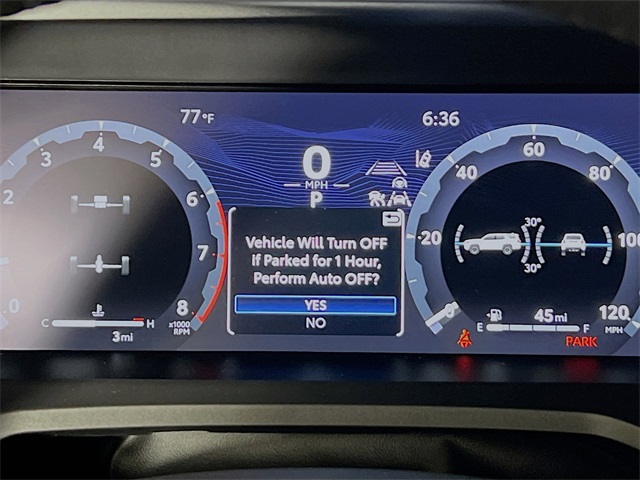 77°F
6:36
0
MPH
P
2
3
4
5
6
7
8
0
x1000
RPM
C
H
3mi
Vehicle Will Turn OFF
If Parked for 1 Hour,
Perform Auto OFF?
YES
NO
0
20
40
60
80
100
120
MPH
30°
30°
45mi
E
F
PARK